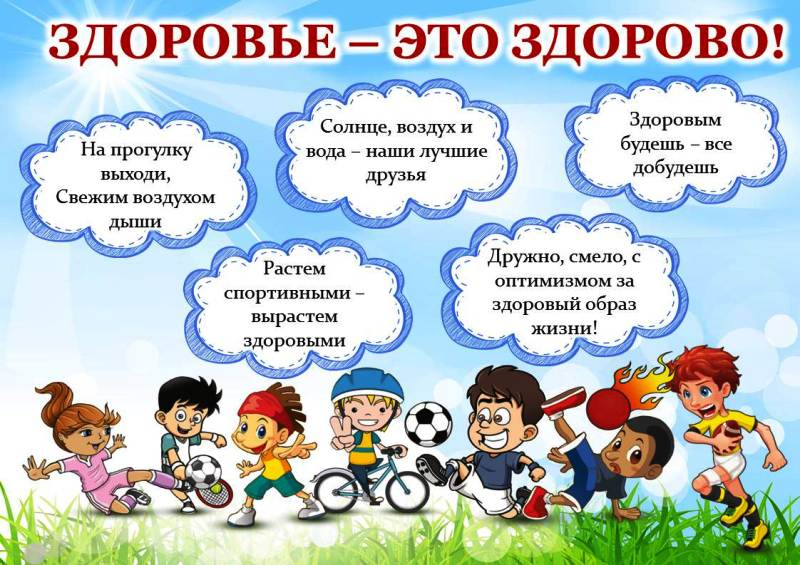 ЗДОРОВЬЕ – ЭТО ЗДОРОВО!
На прогулку
выходи,
Свежим воздухом
дыши
Солнце, воздух и
вода – наши лучшие
друзья
Здоровым
будешь – все
добудешь
Растем
спортивными –
вырастем
здоровыми
Дружно, смело, с
оптимизмом за
здоровый образ
жизни!